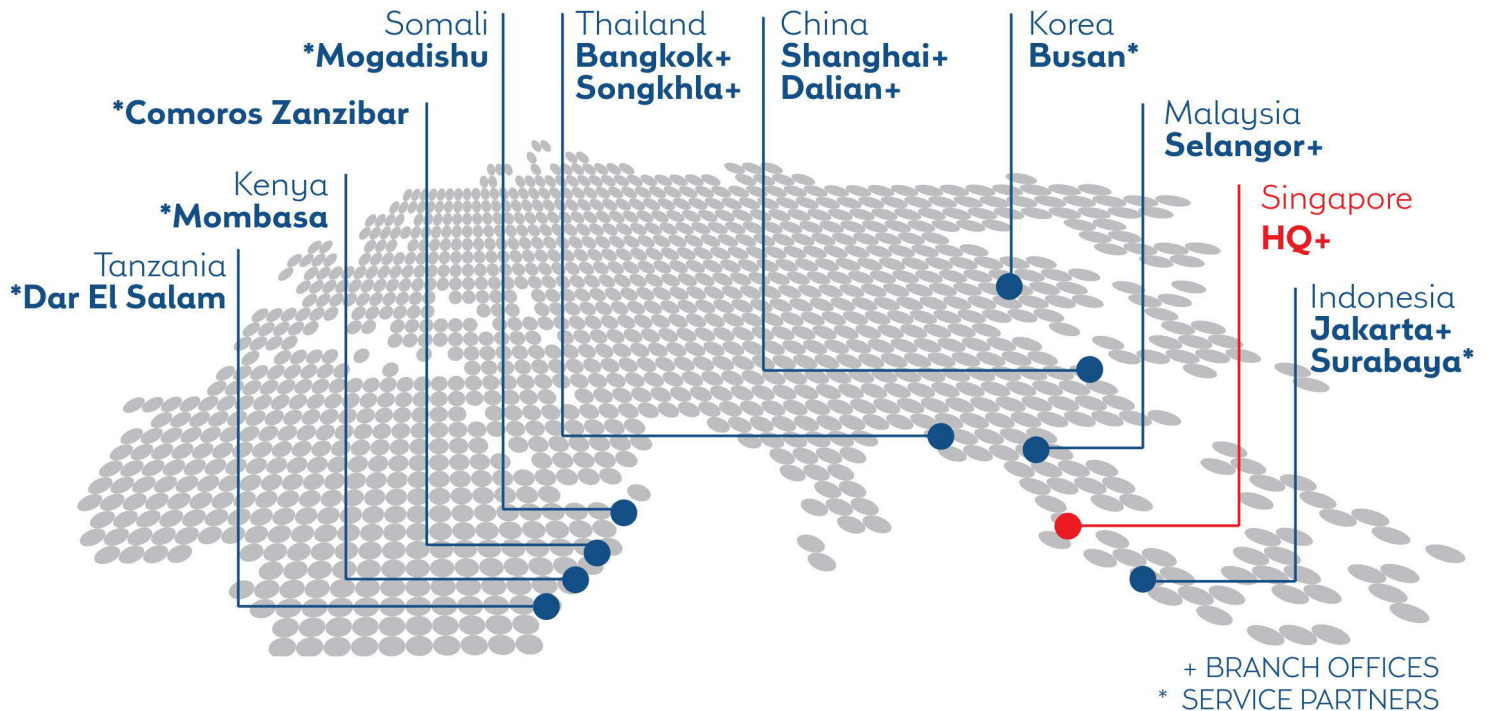 Somali
*Mogadishu
Thailand
Bangkok+
Songkhla+
China
Shanghai+
Dalian+
Korea
Busan*
*Comoros Zanzibar
Malaysia
Selangor+
Kenya
*Mombasa
Singapore
HQ+
Tanzania
*Dar El Salam
Indonesia
Jakarta+
Surabaya*
+ BRANCH OFFICES
* SERVICE PARTNERS